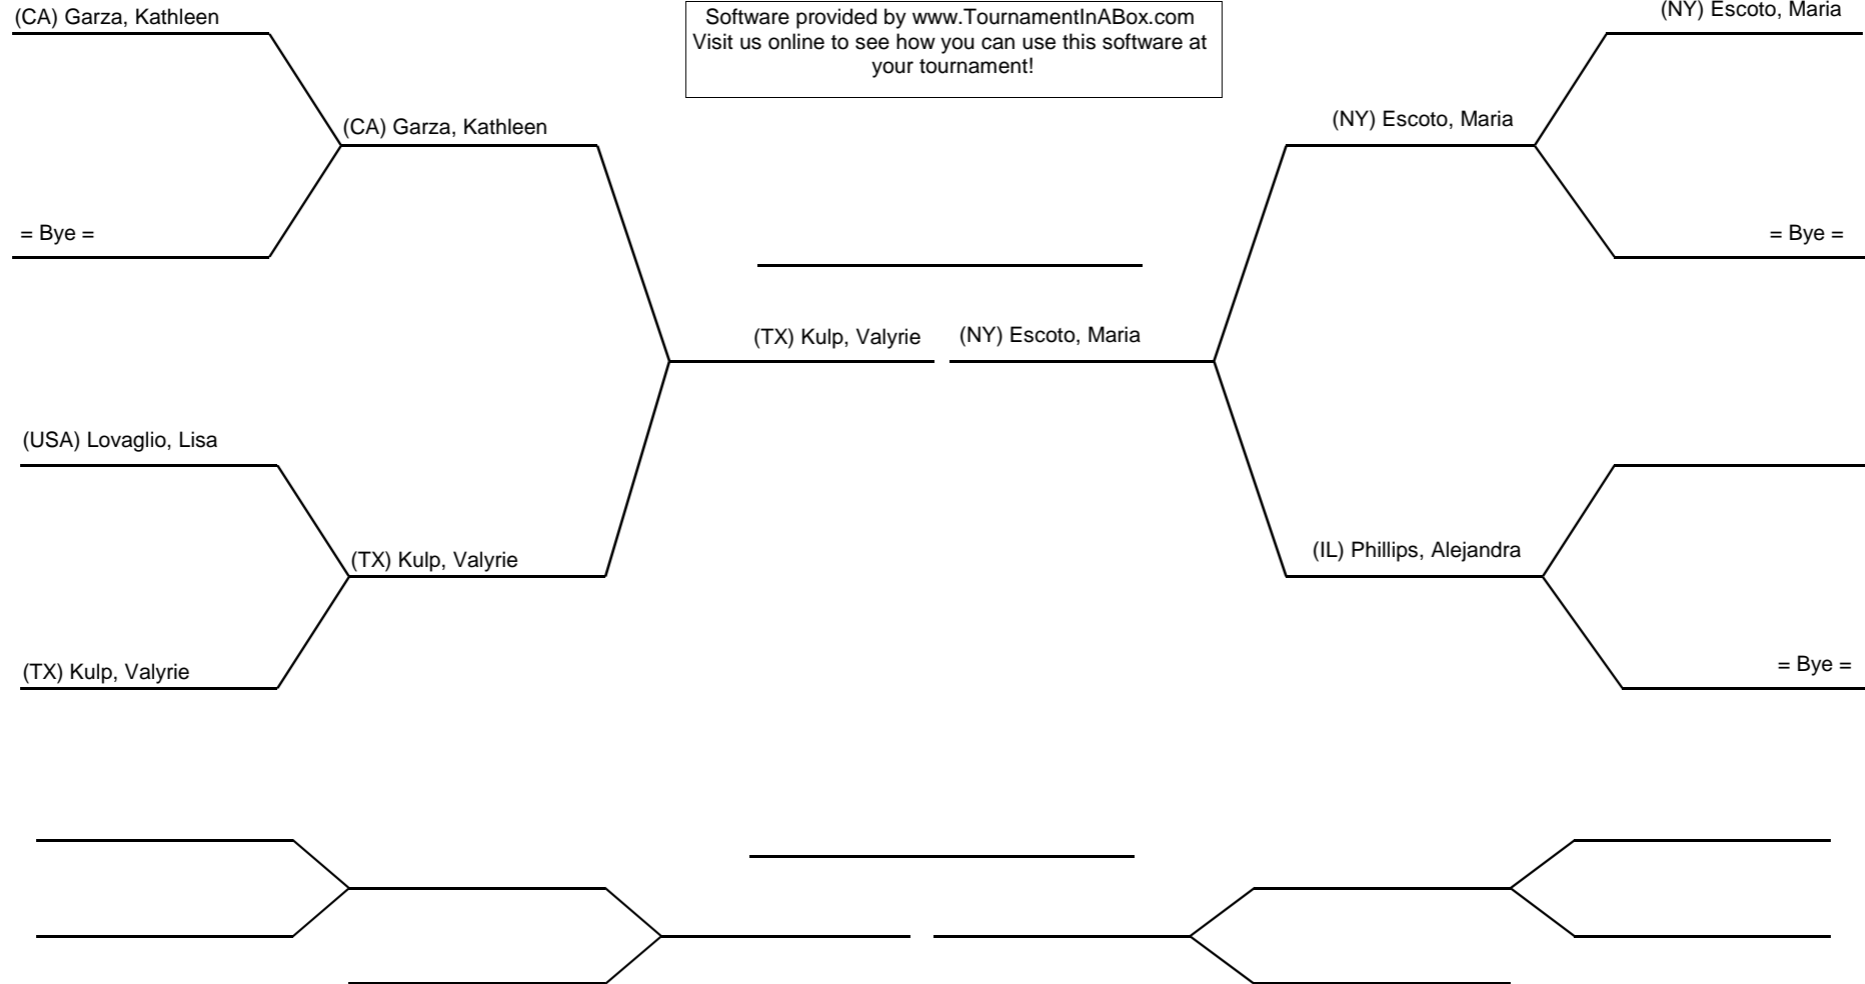 (CA) Garza, Kathleen
Software provided by www.TournamentInABox.com
Visit us online to see how you can use this software at
your tournament!
(NY) Escoto, Maria
(CA) Garza, Kathleen
(NY) Escoto, Maria
= Bye =
= Bye =
(TX) Kulp, Valyrie
(NY) Escoto, Maria
(USA) Lovaglio, Lisa
(TX) Kulp, Valyrie
(IL) Phillips, Alejandra
(TX) Kulp, Valyrie
= Bye =